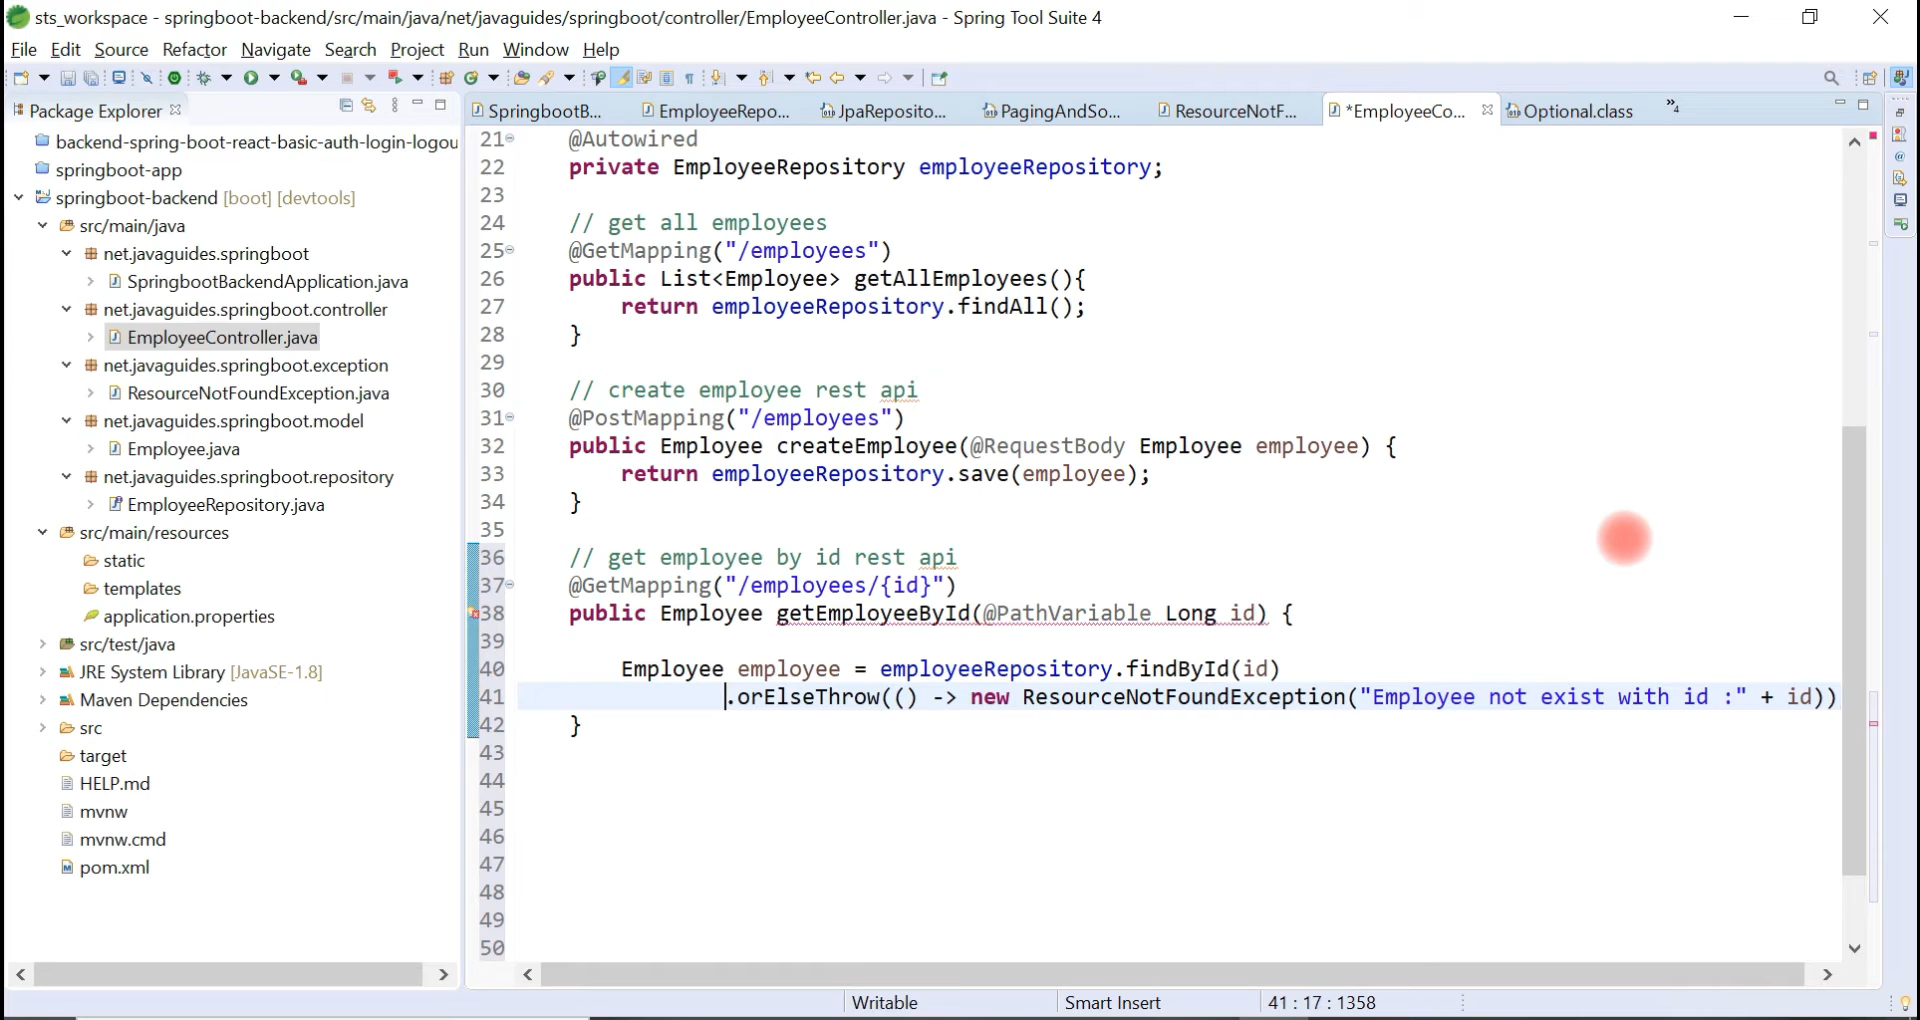 sts_workspace - springboot-backend/src/main/java/net/javaguides/springboot/controller/EmployeeController.java - Spring Tool Suite 4
File Edit Source Refactor Navigate Search Project Run Window Help
Package Explorer
backend-spring-boot-react-basic-auth-login-logou
springboot-app
springboot-backend [boot] [devtools]
src/main/java
net.javaguides.springboot
SpringbootBackendApplication.java
net.javaguides.springboot.controller
EmployeeController.java
net.javaguides.springboot.exception
ResourceNotFoundException.java
net.javaguides.springboot.model
Employee.java
net.javaguides.springboot.repository
EmployeeRepository.java
src/main/resources
static
templates
application.properties
src/test/java
JRE System Library [JavaSE-1.8]
Maven Dependencies
src
target
HELP.md
mvnw
mvnw.cmd
pom.xml
SpringbootB... EmployeeRepo... JpaReposito... PagingAndSo... ResourceNotF... *EmployeeCo... Optional.class »4
21 @Autowired
22 private EmployeeRepository employeeRepository;
23
24 // get all employees
25 @GetMapping("/employees")
26 public List<Employee> getAllEmployees(){
27 return employeeRepository.findAll();
28 }
29
30 // create employee rest api
31 @PostMapping("/employees")
32 public Employee createEmployee(@RequestBody Employee employee) {
33 return employeeRepository.save(employee);
34 }
35
36 // get employee by id rest api
37 @GetMapping("/employees/{id}")
38 public Employee getEmployeeById(@PathVariable Long id) {
39
40 Employee employee = employeeRepository.findById(id)
41 .orElseThrow(() -> new ResourceNotFoundException("Employee not exist with id :" + id))
42 }
43
44
45
46
47
48
49
50
Writable Smart Insert 41 : 17 : 1358